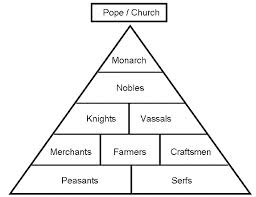 Pope / Church
Monarch
Nobles
Knights Vassals
Merchants Farmers Craftsmen
Peasants Serfs